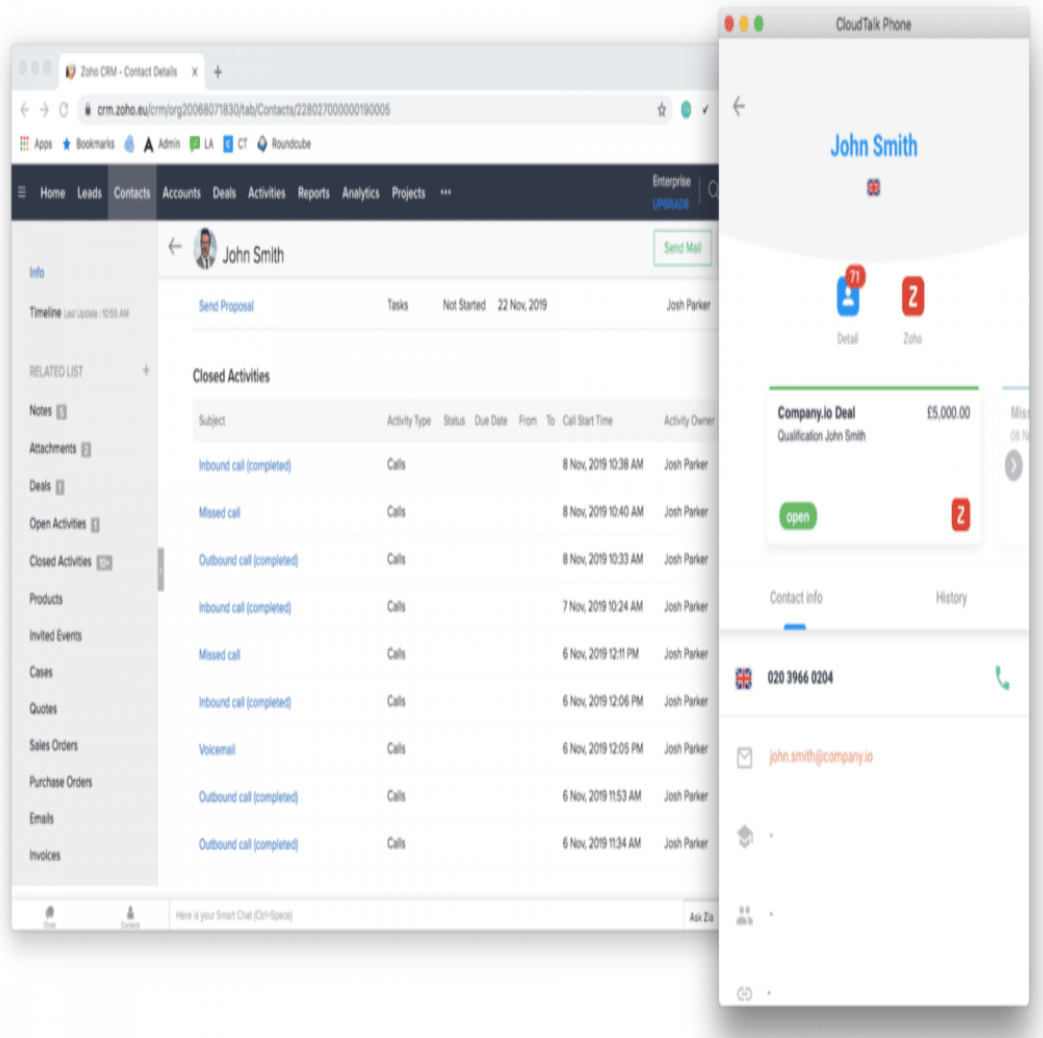 CloudTalk Phone
Zoho CRM - Contact Details x +
crm.zoho.eu/crm/org20068071830/tab/Contacts/228027000000190005
Apps Bookmarks Admin LA CT Roundcube
Home Leads Contacts Accounts Deals Activities Reports Analytics Projects ••• Enterprise
UPGRADE
John Smith Send Mail
Info
Timeline Last Update : 10:55 AM
RELATED LIST +
Notes 5
Attachments 2
Deals 1
Open Activities 1
Closed Activities 10+
Products
Invited Events
Cases
Quotes
Sales Orders
Purchase Orders
Emails
Invoices
Send Proposal Tasks Not Started 22 Nov, 2019 Josh Parker
Closed Activities
Subject Activity Type Status Due Date From To Call Start Time Activity Owner
Inbound call (completed) Calls 8 Nov, 2019 10:38 AM Josh Parker
Missed call Calls 8 Nov, 2019 10:40 AM Josh Parker
Outbound call (completed) Calls 8 Nov, 2019 10:33 AM Josh Parker
Inbound call (completed) Calls 7 Nov, 2019 10:24 AM Josh Parker
Missed call Calls 6 Nov, 2019 12:11 PM Josh Parker
Inbound call (completed) Calls 6 Nov, 2019 12:06 PM Josh Parker
Voicemail Calls 6 Nov, 2019 12:05 PM Josh Parker
Outbound call (completed) Calls 6 Nov, 2019 11:53 AM Josh Parker
Outbound call (completed) Calls 6 Nov, 2019 11:34 AM Josh Parker
Chats Contacts Here is your Smart Chat (Ctrl+Space) Ask Zia
John Smith
71
Z
Detail Zoho
Company.io Deal £5,000.00
Qualification John Smith
open Z
Miss
08 N
Contact info History
020 3966 0204
john.smith@company.io